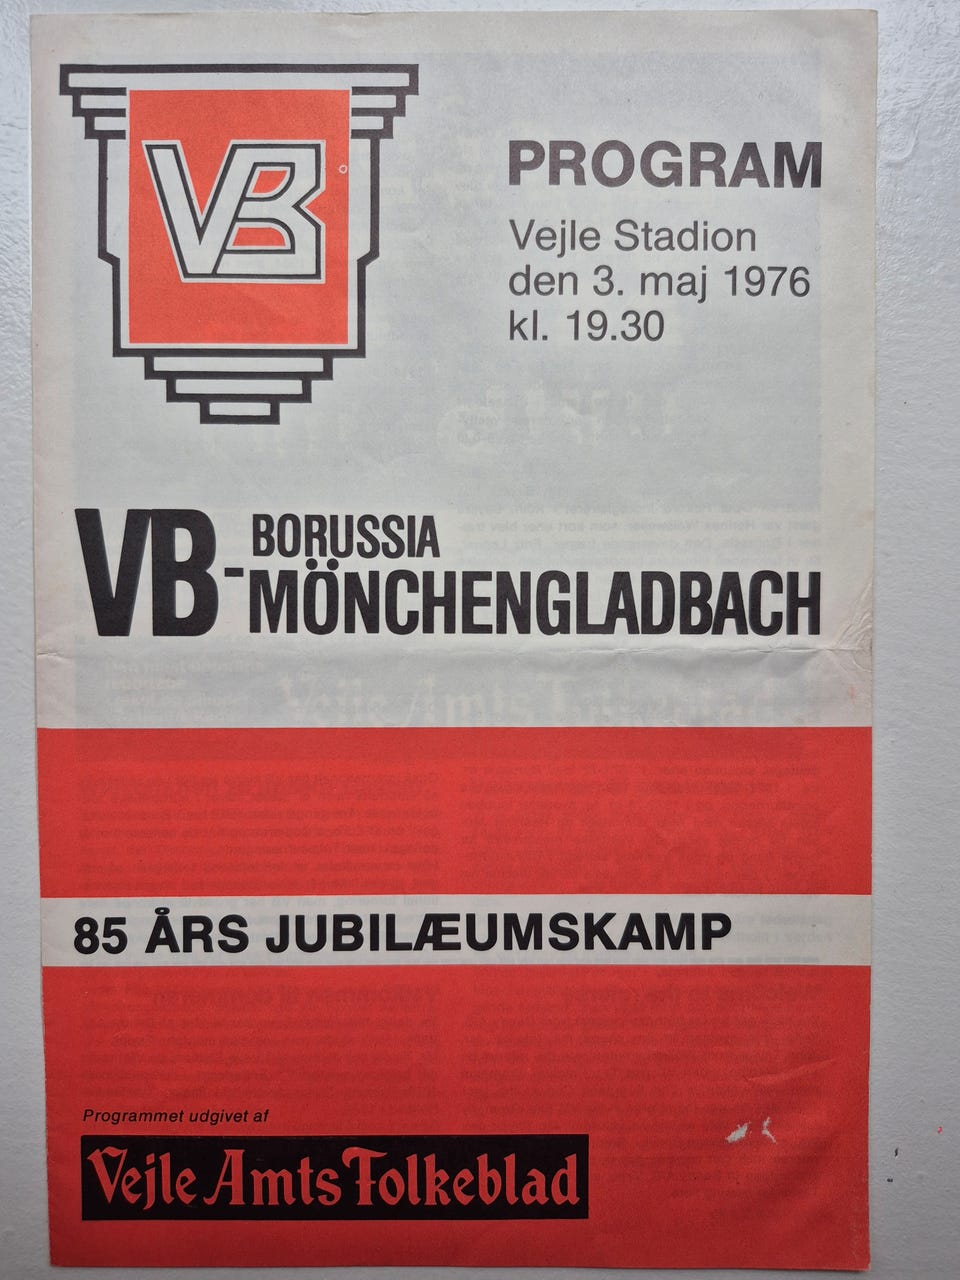 VB
PROGRAM
Vejle Stadion
den 3. maj 1976
kl. 19.30
VB - BORUSSIA
MÖNCHENGLADBACH
85 ÅRS JUBILÆUMSKAMP
Programmet udgivet af
Vejle Amts Folkeblad